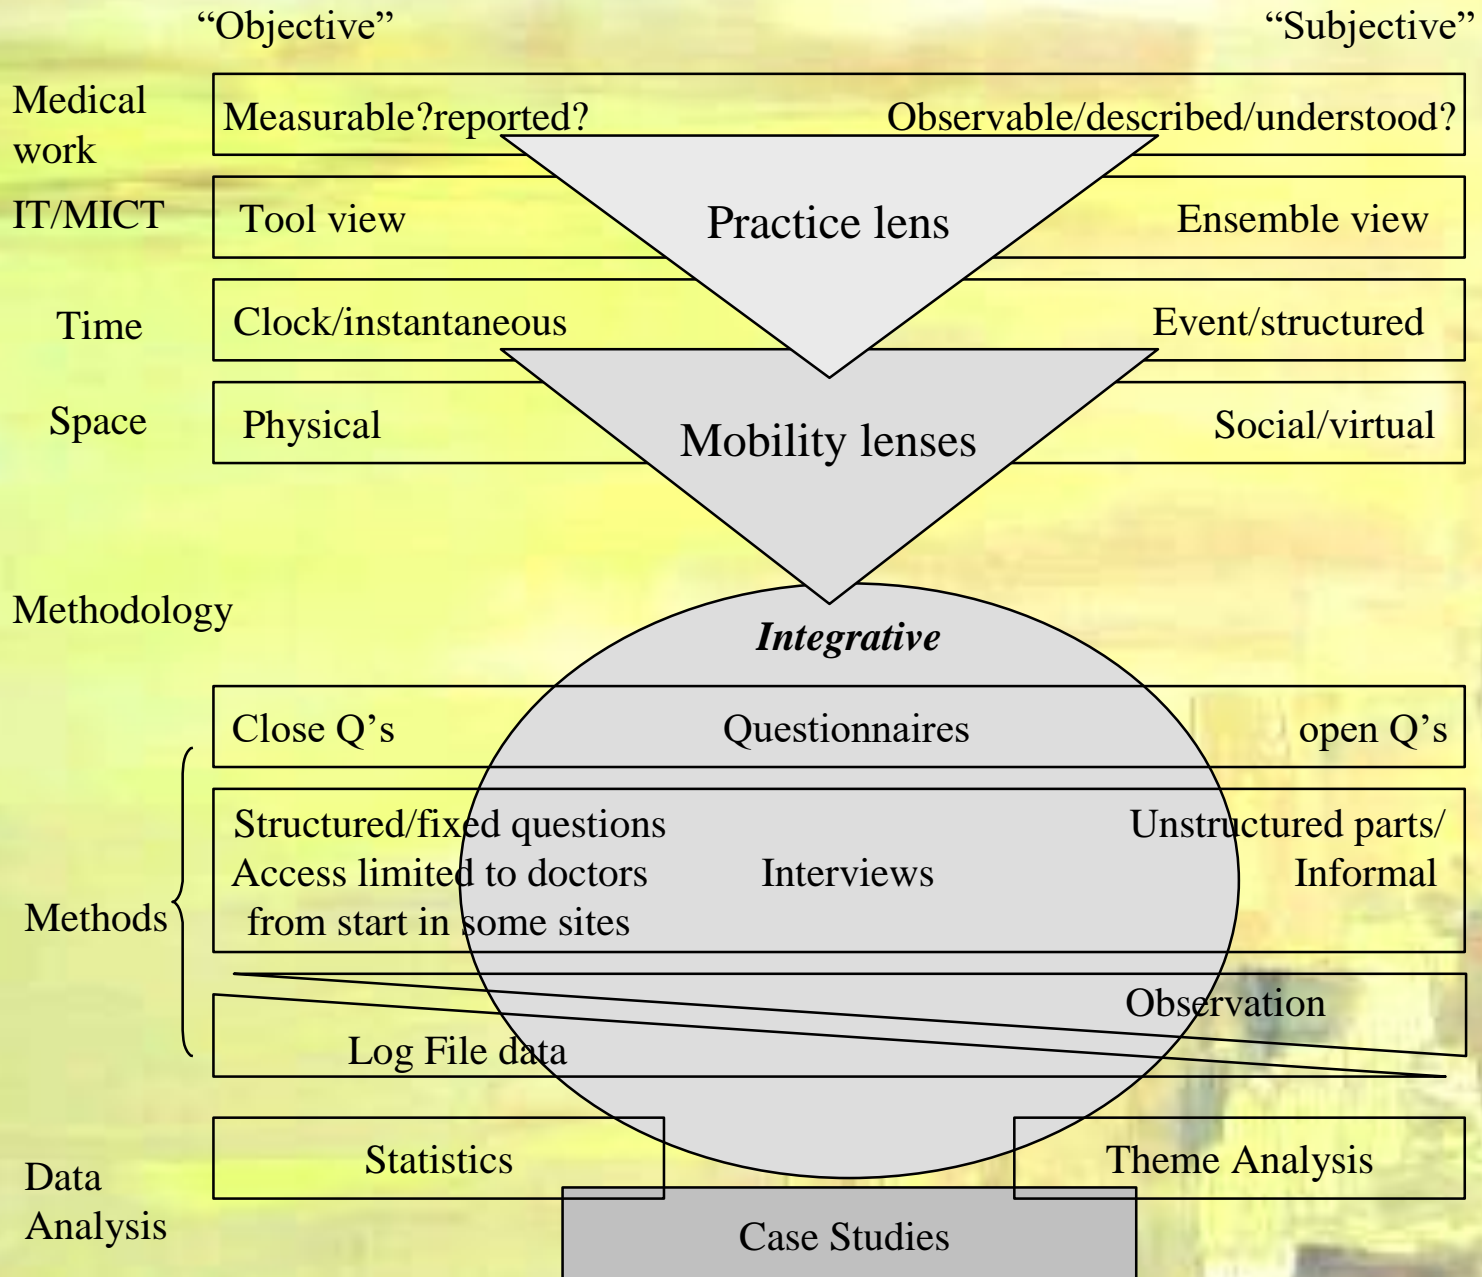 “Objective”
“Subjective”
Medical
work
Measurable?reported?
Observable/described/understood?
IT/MICT
Tool view
Practice lens
Ensemble view
Time
Clock/instantaneous
Event/structured
Space
Physical
Mobility lenses
Social/virtual
Methodology
Integrative
Close Q’s
Questionnaires
open Q’s
Methods
Structured/fixed questions
Access limited to doctors
from start in some sites
Interviews
Unstructured parts/
Informal
Observation
Log File data
Data
Analysis
Statistics
Theme Analysis
Case Studies